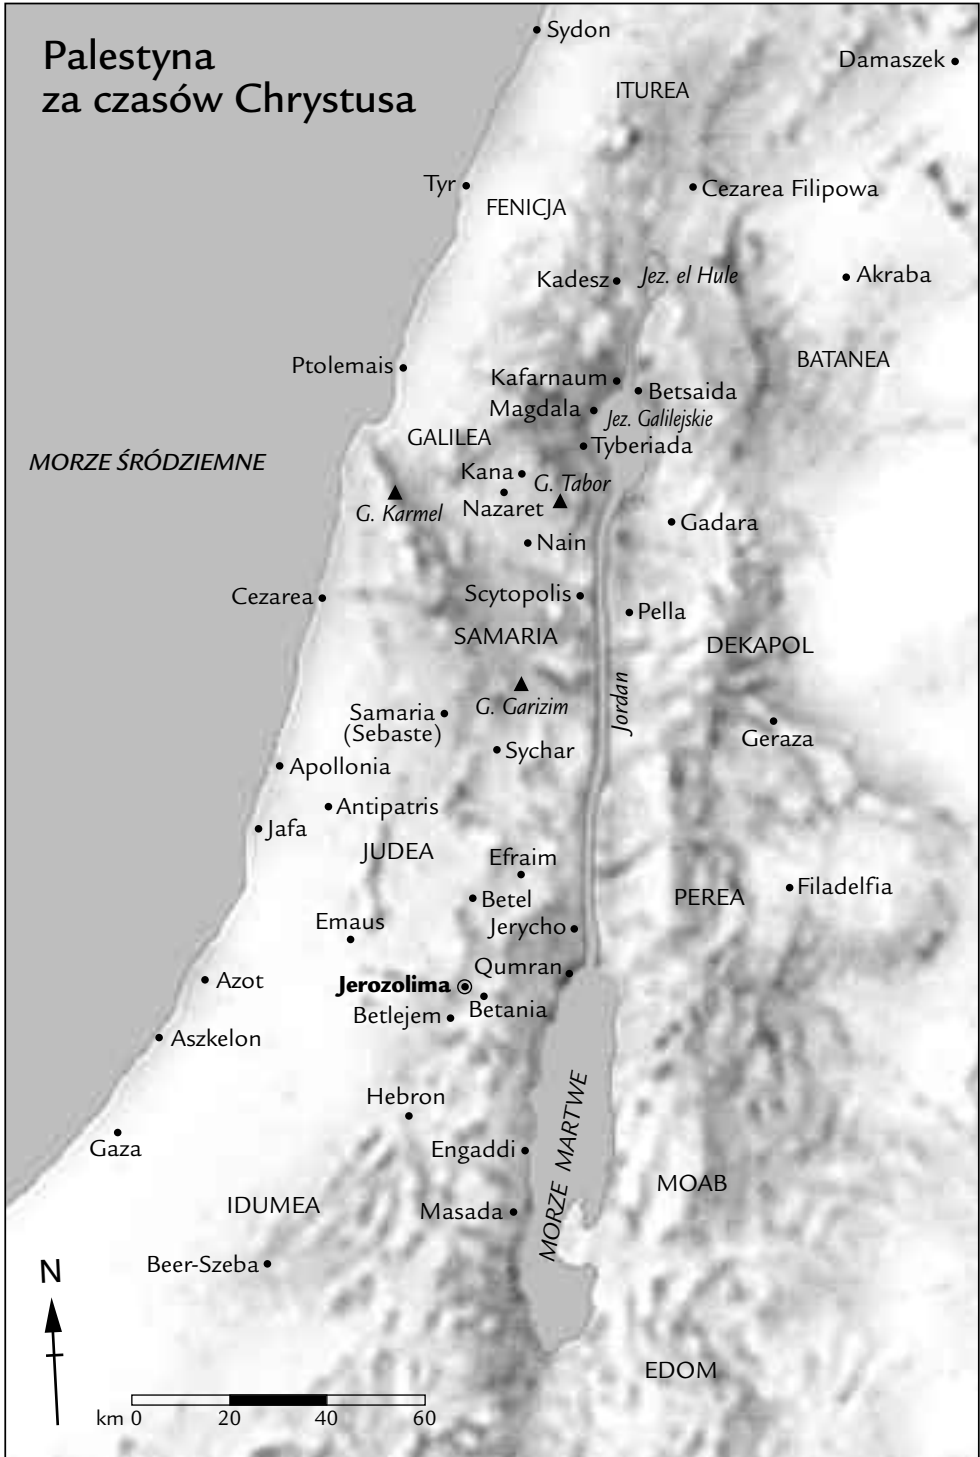 Palestyna
za czasów Chrystusa
Sydon
Damaszek
ITUREA
Tyr
Cezarea Filipowa
FENICJA
Kadesz
Jez. el Hule
Akraba
Ptolemais
BATANEA
Kafarnaum
Betsaida
Magdala
Jez. Galilejskie
GALILEA
Tyberiada
MORZE ŚRÓDZIEMNE
Kana
G. Tabor
Nazaret
G. Karmel
Gadara
Nain
Cezarea
Scytopolis
Pella
SAMARIA
DEKAPOL
Jordan
G. Garizim
Samaria
(Sebaste)
Geraza
Sychar
Apollonia
Antipatris
Jafa
JUDEA
Efraim
Filadelfia
Betel
PEREA
Emaus
Jerycho
Qumran
Azot
Jerozolima
Betania
Betlejem
Aszkelon
Hebron
MORZE MARTWE
Gaza
Engaddi
MOAB
IDUMEA
Masada
Beer-Szeba
N
EDOM
km 0 20 40 60